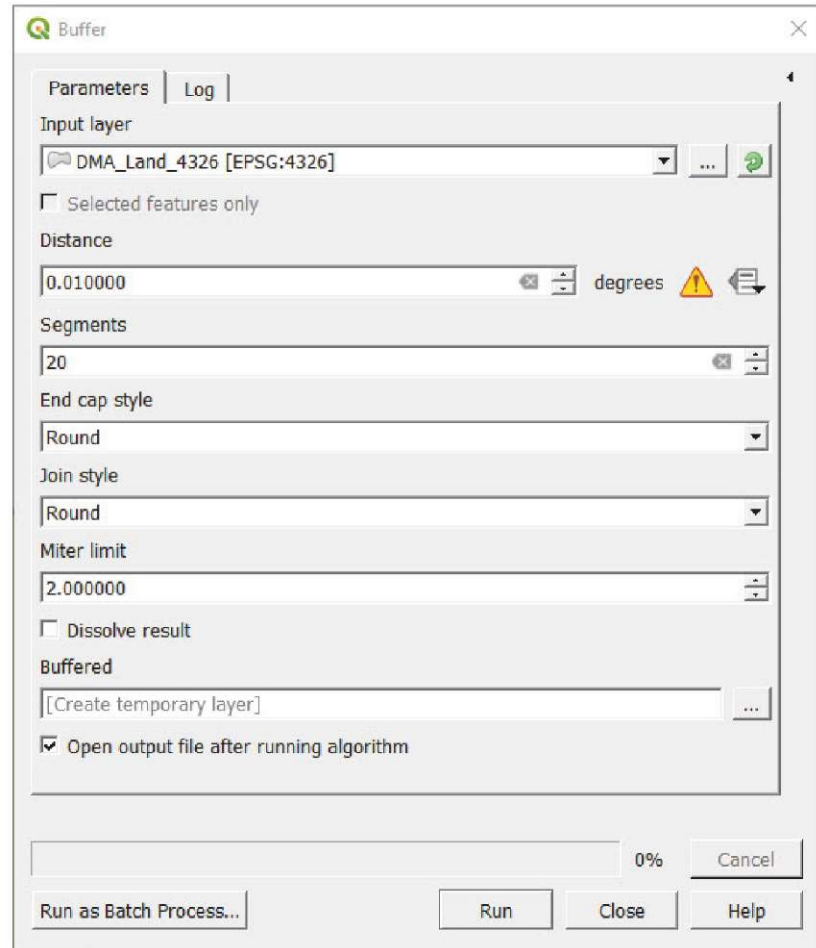 Buffer
Parameters
Log
Input layer
DMA_Land_4326 [EPSG:4326]
...
Selected features only
Distance
0.010000
degrees
Segments
20
End cap style
Round
Join style
Round
Miter limit
2.000000
Dissolve result
Buffered
[Create temporary layer]
...
Open output file after running algorithm
0%
Cancel
Run as Batch Process...
Run
Close
Help